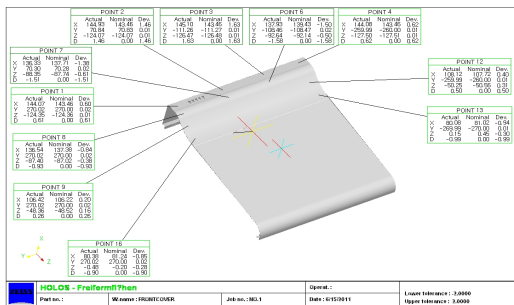 POINT 2
Actual Nominal Dev.
X 144.93 143.46 1.46
Y 70.84 70.83 0.01
Z -124.07 -124.07 0.01
D 1.46 0.00 1.46
POINT 3
Actual Nominal Dev.
X 145.10 143.46 1.63
Y -111.26 -111.27 0.01
Z -126.47 -126.48 0.01
D 1.63 0.00 1.63
POINT 6
Actual Nominal Dev.
X 137.93 139.43 -1.50
Y -106.46 -106.47 0.02
Z -92.64 -92.14 -0.50
D -1.58 0.00 -1.58
POINT 4
Actual Nominal Dev.
X 144.08 143.46 0.62
Y -259.99 -260.00 0.01
Z -127.50 -127.51 0.01
D 0.62 0.00 0.62
POINT 7
Actual Nominal Dev.
X 136.33 137.71 -1.38
Y 70.30 70.28 0.02
Z -88.35 -87.74 -0.61
D -1.51 0.00 -1.51
POINT 12
Actual Nominal Dev.
X 108.12 107.72 0.40
Y -259.99 -260.00 0.01
Z -50.25 -50.56 0.31
D 0.50 0.00 0.50
POINT 1
Actual Nominal Dev.
X 144.07 143.46 0.60
Y 270.02 270.00 0.02
Z -124.35 -124.36 0.01
D 0.61 0.00 0.61
POINT 13
Actual Nominal Dev.
X 80.08 81.02 -0.94
Y -269.99 -270.00 0.01
Z 0.15 0.45 -0.30
D -0.99 0.00 -0.99
POINT 8
Actual Nominal Dev.
X 136.54 137.38 -0.84
Y 270.02 270.00 0.02
Z -87.40 -87.02 -0.38
D -0.93 0.00 -0.93
POINT 9
Actual Nominal Dev.
X 106.42 106.22 0.20
Y 270.02 270.00 0.02
Z -48.36 -48.52 0.16
D 0.26 0.00 0.26
POINT 16
Actual Nominal Dev.
X 80.38 81.24 -0.85
Y 270.02 270.00 0.02
Z -0.48 -0.20 -0.28
D -0.90 0.00 -0.90
X
Y
Z
HOLOS - Freiform
Operat. :
Lower tolerance : -3.0000
Part no. :
name : FRONTCOVER
Job no. : NO.1
Date : 6/15/2011
Upper tolerance : 3.0000